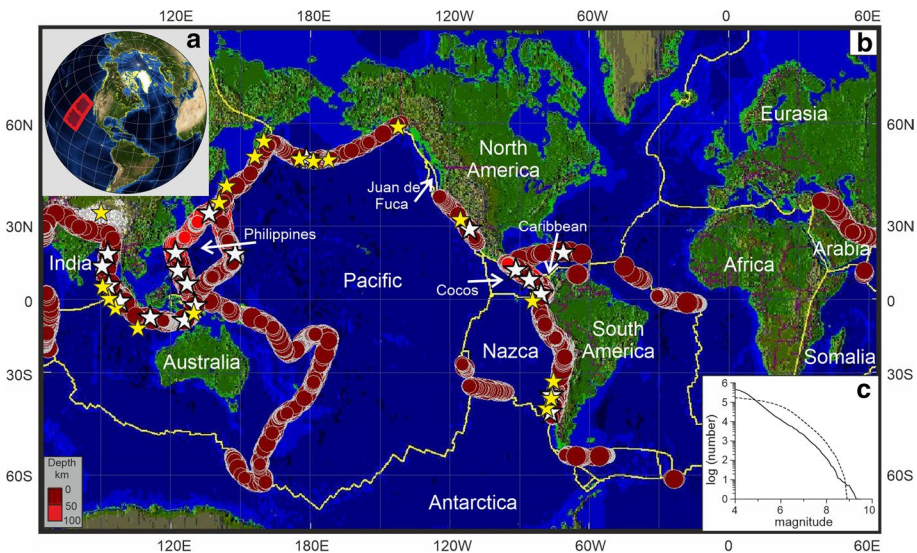 120E 180E 120W 60W 0 60E
a
b
60N
Eurasia
North
America
Juan de
Fuca
30N
30N
Caribbean
Philippines
India
Arabia
Africa
Pacific
Cocos
0
0
South
America
Nazca
Australia
Somalia
30S
30S
c
6
5
4
3
2
1
0
log (number)
4 6 8 10
magnitude
Depth
km
0
50
100
60S
60S
Antarctica
120E 180E 120W 60W 0 60E
60N